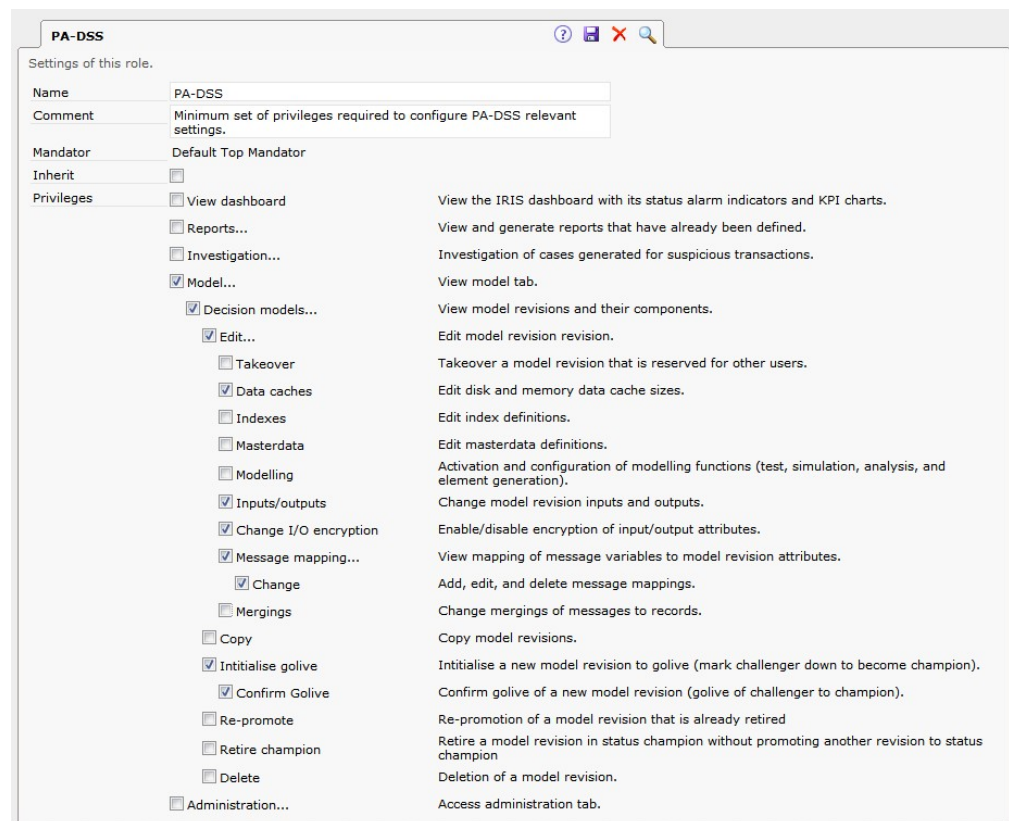 PA-DSS
Settings of this role.
Name PA-DSS
Comment Minimum set of privileges required to configure PA-DSS relevant
settings.
Mandator Default Top Mandator
Inherit
Privileges View dashboard View the IRIS dashboard with its status alarm indicators and KPI charts.
Reports... View and generate reports that have already been defined.
Investigation... Investigation of cases generated for suspicious transactions.
Model... View model tab.
Decision models... View model revisions and their components.
Edit... Edit model revision revision.
Takeover Takeover a model revision that is reserved for other users.
Data caches Edit disk and memory data cache sizes.
Indexes Edit index definitions.
Masterdata Edit masterdata definitions.
Modelling Activation and configuration of modelling functions (test, simulation, analysis, and
element generation).
Inputs/outputs Change model revision inputs and outputs.
Change I/O encryption Enable/disable encryption of input/output attributes.
Message mapping... View mapping of message variables to model revision attributes.
Change Add, edit, and delete message mappings.
Mergings Change mergings of messages to records.
Copy Copy model revisions.
Intitialise golive Intitialise a new model revision to golive (mark challenger down to become champion).
Confirm Golive Confirm golive of a new model revision (golive of challenger to champion).
Re-promote Re-promotion of a model revision that is already retired
Retire champion Retire a model revision in status champion without promoting another revision to status
champion
Delete Deletion of a model revision.
Administration... Access administration tab.